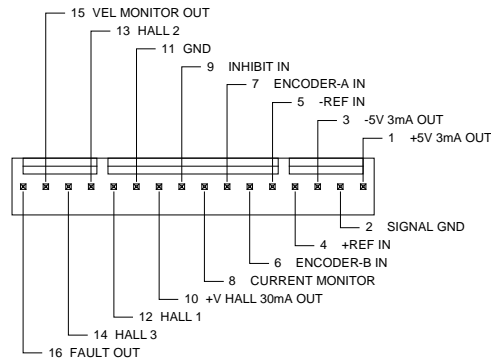 15 VEL MONITOR OUT
13 HALL 2
11 GND
9 INHIBIT IN
7 ENCODER-A IN
5 -REF IN
3 -5V 3mA OUT
1 +5V 3mA OUT
2 SIGNAL GND
4 +REF IN
6 ENCODER-B IN
8 CURRENT MONITOR
10 +V HALL 30mA OUT
12 HALL 1
14 HALL 3
16 FAULT OUT